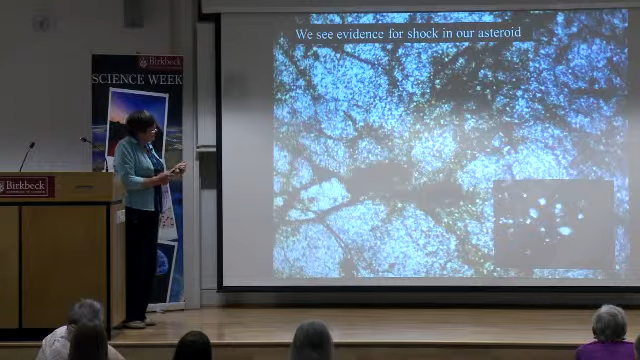 We see evidence for shock in our asteroid
Birkbeck
SCIENCE WEEK
Birkbeck